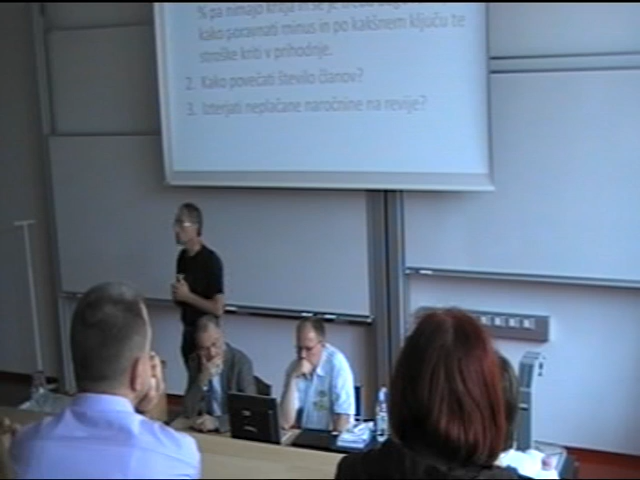 kako poravnati minus in po kakšnem ključu te
stroške kriti v prihodnje.
2. Kako povečati število članov?
3. Izterjati neplačane naročnine na revije?